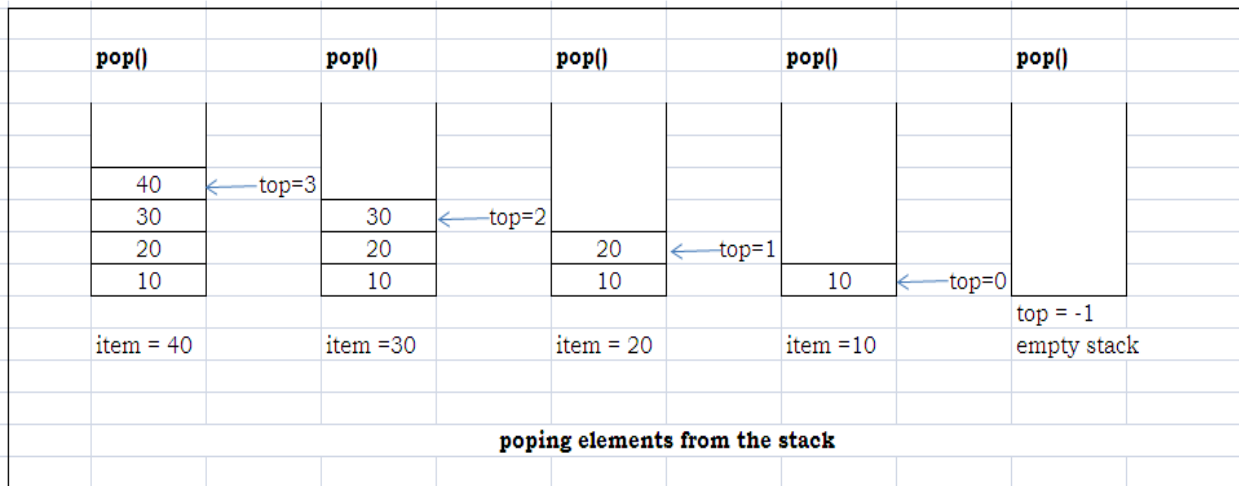 pop() pop() pop() pop() pop()
40 top=3
30 30 top=2
20 20 20 top=1
10 10 10 10 top=0
top = -1
item = 40 item =30 item = 20 item =10 empty stack
poping elements from the stack